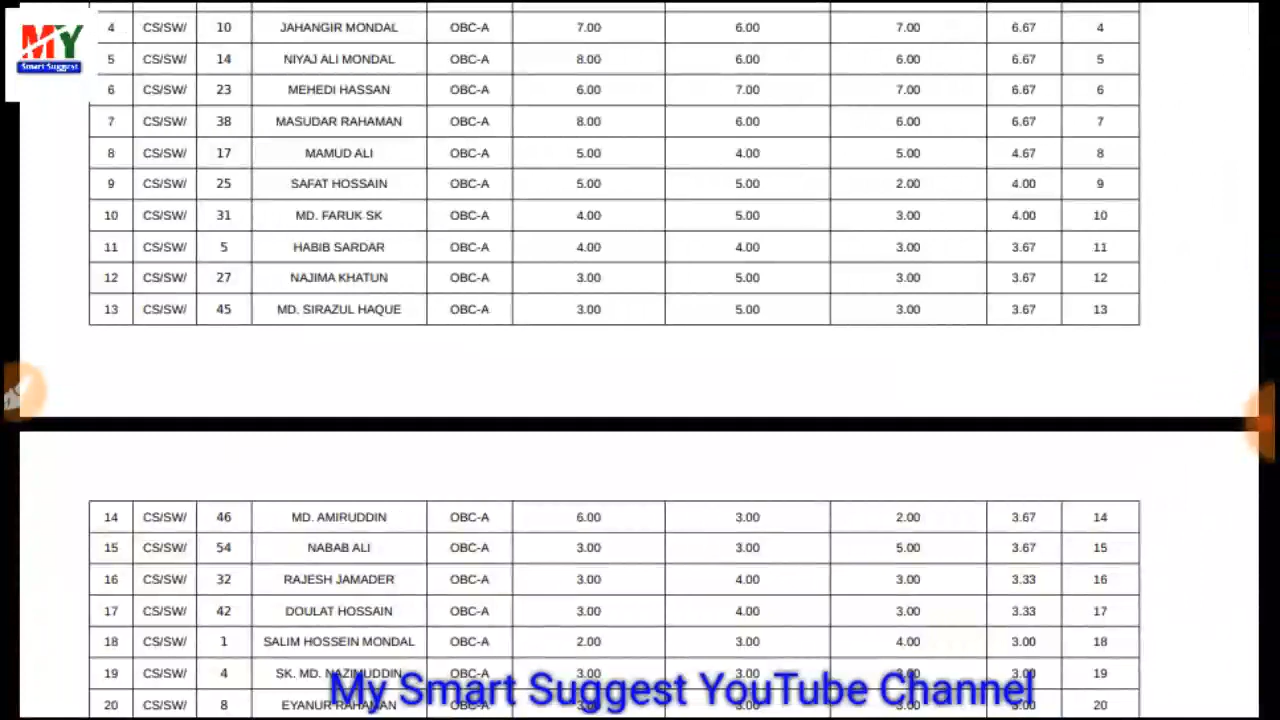 MY
Smart Suggest
4 CS/SW/ 10 JAHANGIR MONDAL OBC-A 7.00 6.00 7.00 6.67 4
5 CS/SW/ 14 NIYAJ ALI MONDAL OBC-A 8.00 6.00 6.00 6.67 5
6 CS/SW/ 23 MEHEDI HASSAN OBC-A 6.00 7.00 7.00 6.67 6
7 CS/SW/ 38 MASUDAR RAHAMAN OBC-A 8.00 6.00 6.00 6.67 7
8 CS/SW/ 17 MAMUD ALI OBC-A 5.00 4.00 5.00 4.67 8
9 CS/SW/ 25 SAFAT HOSSAIN OBC-A 5.00 5.00 2.00 4.00 9
10 CS/SW/ 31 MD. FARUK SK OBC-A 4.00 5.00 3.00 4.00 10
11 CS/SW/ 5 HABIB SARDAR OBC-A 4.00 4.00 3.00 3.67 11
12 CS/SW/ 27 NAJIMA KHATUN OBC-A 3.00 5.00 3.00 3.67 12
13 CS/SW/ 45 MD. SIRAZUL HAQUE OBC-A 3.00 5.00 3.00 3.67 13
14 CS/SW/ 46 MD. AMIRUDDIN OBC-A 6.00 3.00 2.00 3.67 14
15 CS/SW/ 54 NABAB ALI OBC-A 3.00 3.00 5.00 3.67 15
16 CS/SW/ 32 RAJESH JAMADER OBC-A 3.00 4.00 3.00 3.33 16
17 CS/SW/ 42 DOULAT HOSSAIN OBC-A 3.00 4.00 3.00 3.33 17
18 CS/SW/ 1 SALIM HOSSEIN MONDAL OBC-A 2.00 3.00 4.00 3.00 18
19 CS/SW/ 4 SK. MD. NAZIMUDDIN OBC-A 3.00 3.00 3.00 3.00 19
20 CS/SW/ 8 EYANUR RAHAMAN OBC-A 3.00 20
My Smart Suggest YouTube Channel